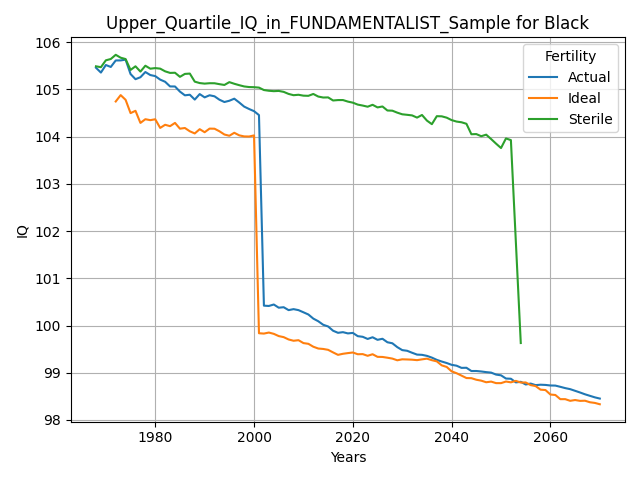 Upper_Quartile_IQ_in_FUNDAMENTALIST_Sample for Black
106
105
104
103
102
101
100
99
98
IQ
Fertility
Actual
Ideal
Sterile
1980
2000
2020
2040
2060
Years